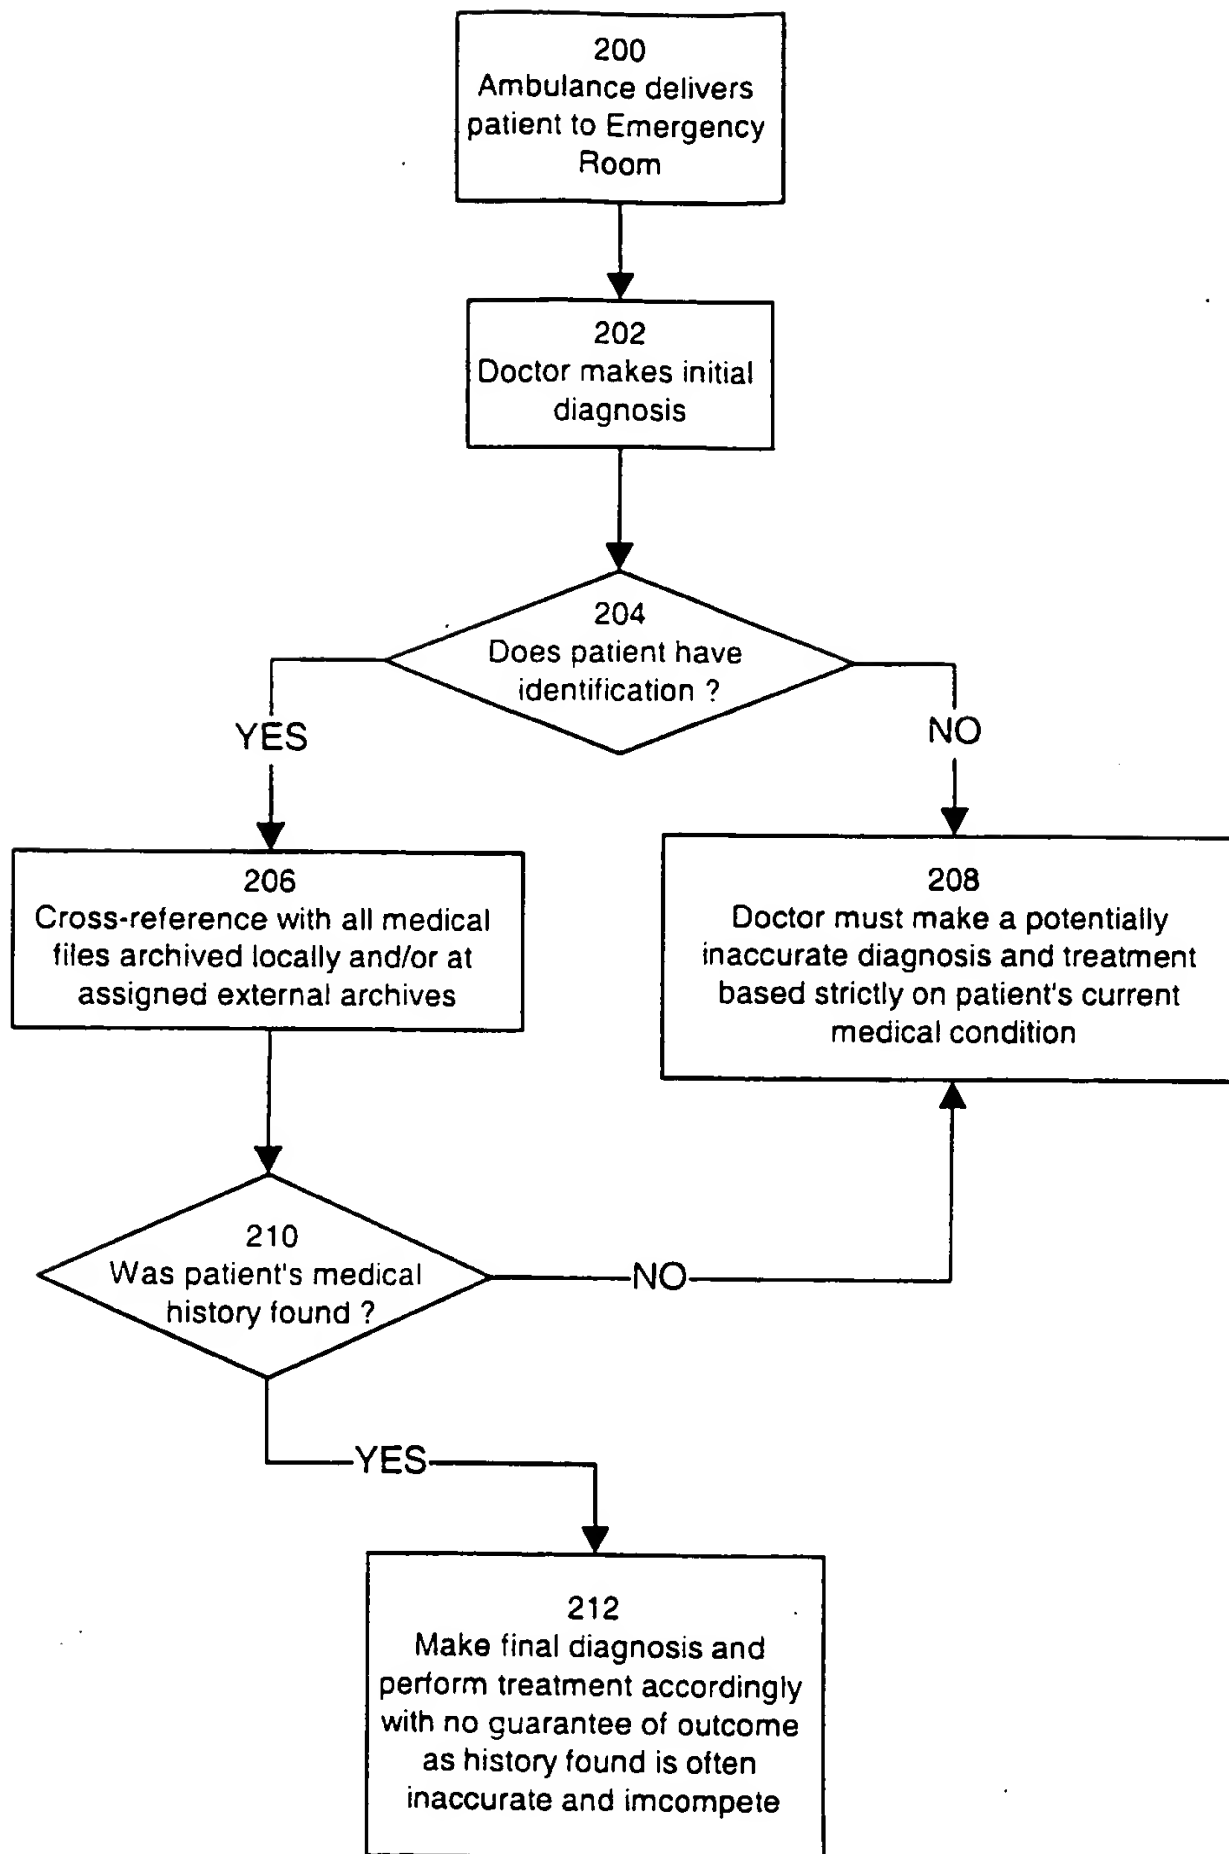 200
Ambulance delivers
patient to Emergency
Room
202
Doctor makes initial
diagnosis
204
Does patient have
identification ?
YES
NO
206
Cross-reference with all medical
files archived locally and/or at
assigned external archives
208
Doctor must make a potentially
inaccurate diagnosis and treatment
based strictly on patient's current
medical condition
210
Was patient's medical
history found ?
NO
YES
212
Make final diagnosis and
perform treatment accordingly
with no guarantee of outcome
as history found is often
inaccurate and imcompete